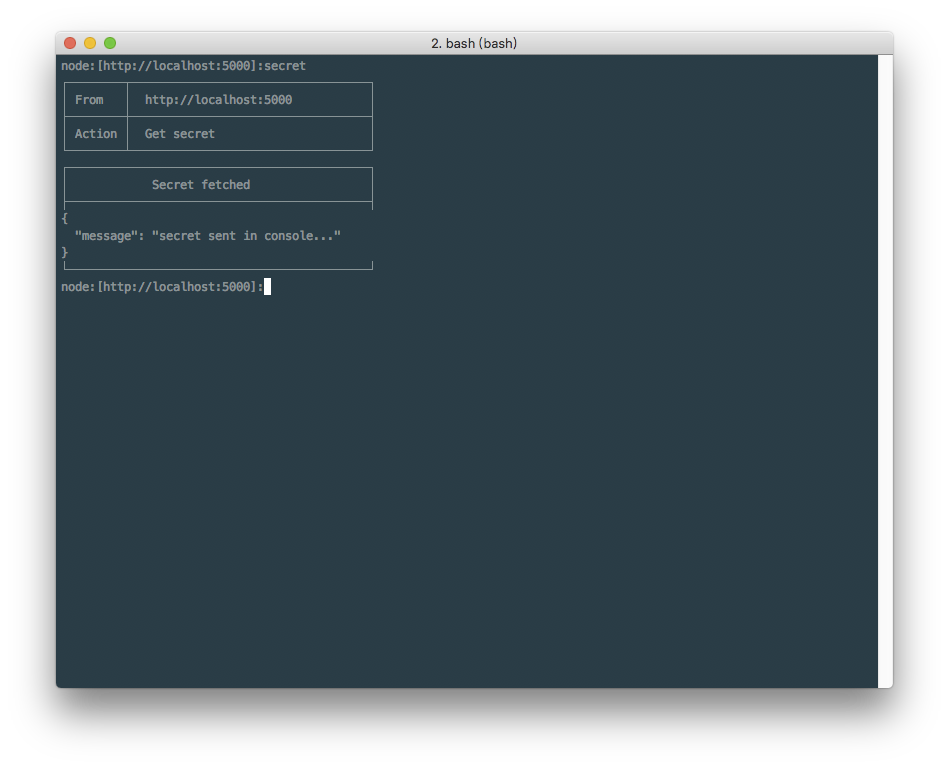 2. bash (bash)
node:[http://localhost:5000]:secret
From http://localhost:5000
Action Get secret
Secret fetched
{
"message": "secret sent in console..."
}
node:[http://localhost:5000]: